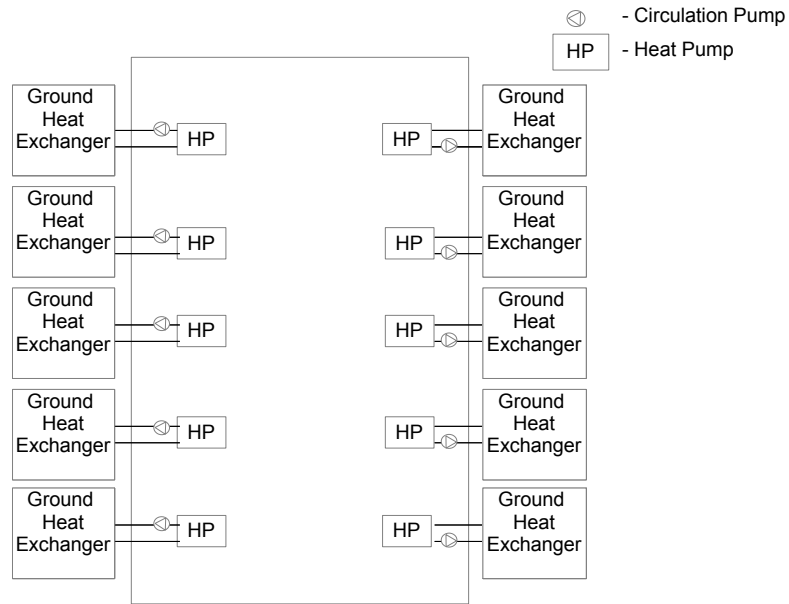 - Circulation Pump
HP - Heat Pump
Ground
Heat
Exchanger
HP
HP
Ground
Heat
Exchanger
Ground
Heat
Exchanger
HP
HP
Ground
Heat
Exchanger
Ground
Heat
Exchanger
HP
HP
Ground
Heat
Exchanger
Ground
Heat
Exchanger
HP
HP
Ground
Heat
Exchanger
Ground
Heat
Exchanger
HP
HP
Ground
Heat
Exchanger